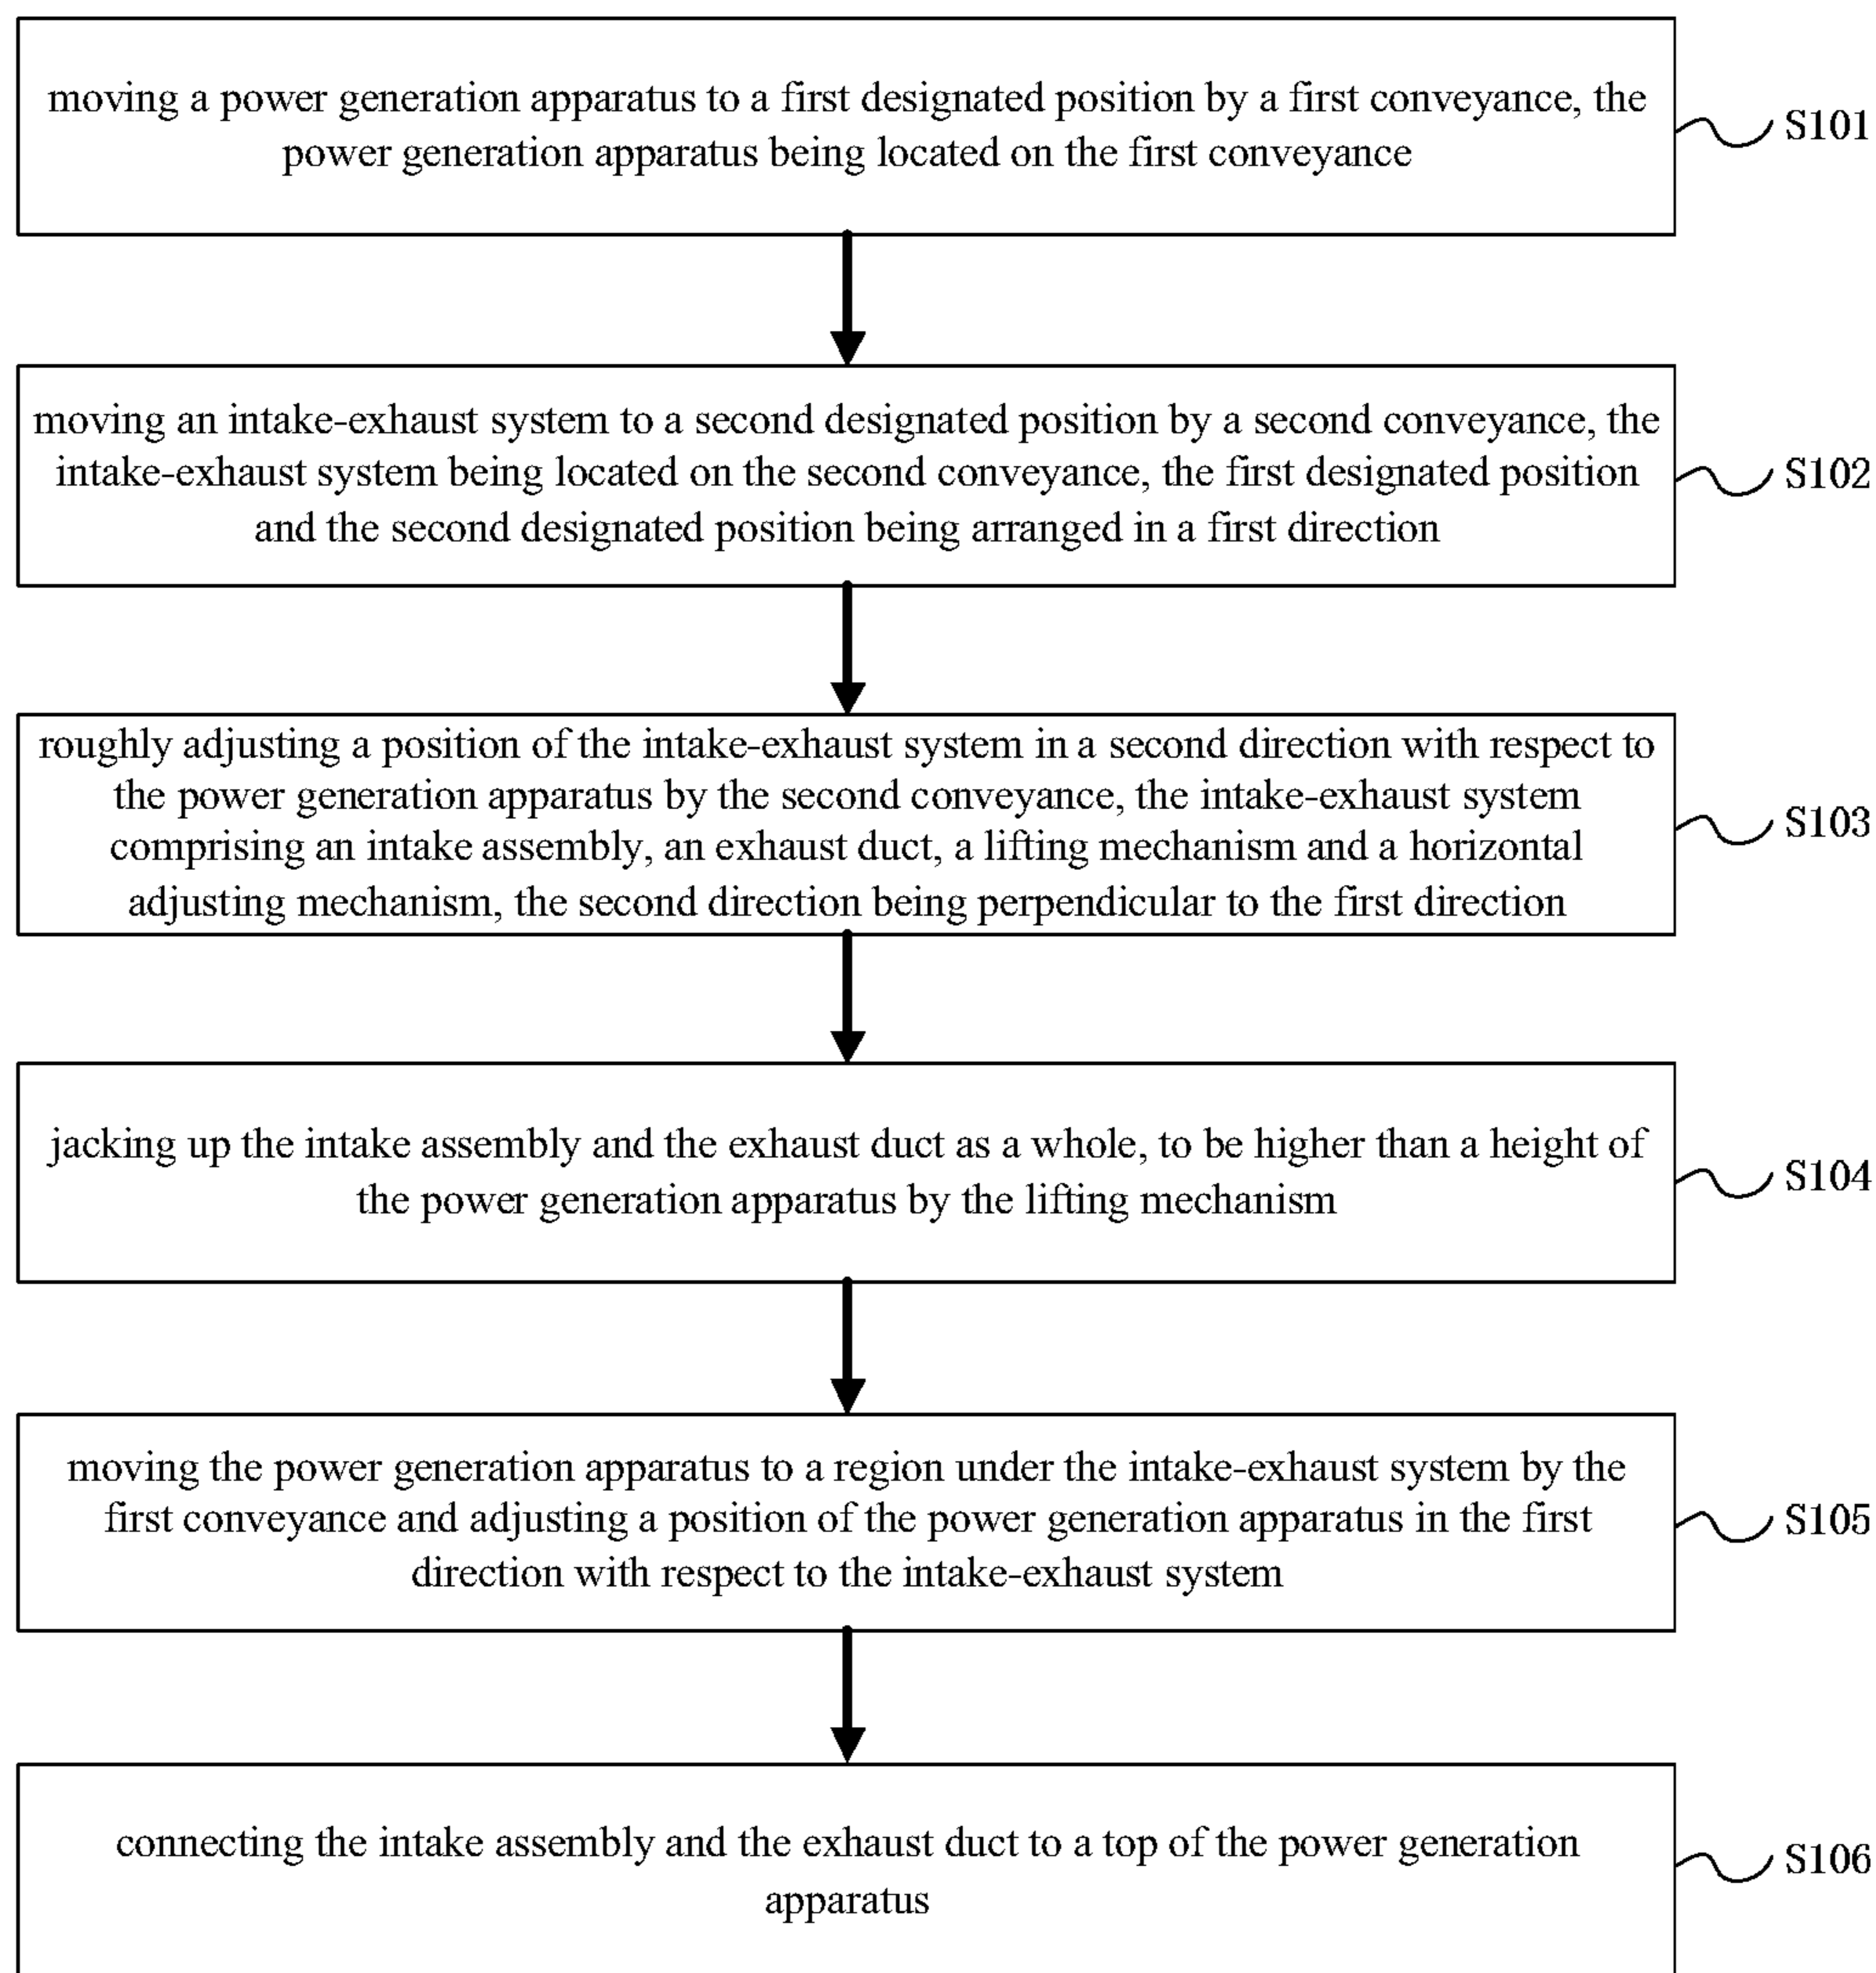 moving a power generation apparatus to a first designated position by a first conveyance, the
power generation apparatus being located on the first conveyance
S101
moving an intake-exhaust system to a second designated position by a second conveyance, the
intake-exhaust system being located on the second conveyance, the first designated position
and the second designated position being arranged in a first direction
S102
roughly adjusting a position of the intake-exhaust system in a second direction with respect to
the power generation apparatus by the second conveyance, the intake-exhaust system
comprising an intake assembly, an exhaust duct, a lifting mechanism and a horizontal
adjusting mechanism, the second direction being perpendicular to the first direction
S103
jacking up the intake assembly and the exhaust duct as a whole, to be higher than a height of
the power generation apparatus by the lifting mechanism
S104
moving the power generation apparatus to a region under the intake-exhaust system by the
first conveyance and adjusting a position of the power generation apparatus in the first
direction with respect to the intake-exhaust system
S105
connecting the intake assembly and the exhaust duct to a top of the power generation
apparatus
S106